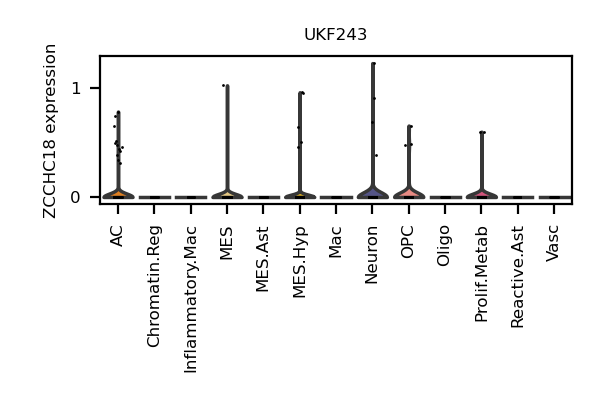 UKF243
ZCCHC18 expression
1
0
AC
Chromatin.Reg
Inflammatory.Mac
MES
MES.Ast
MES.Hyp
Mac
Neuron
OPC
Oligo
Prolif.Metab
Reactive.Ast
Vasc